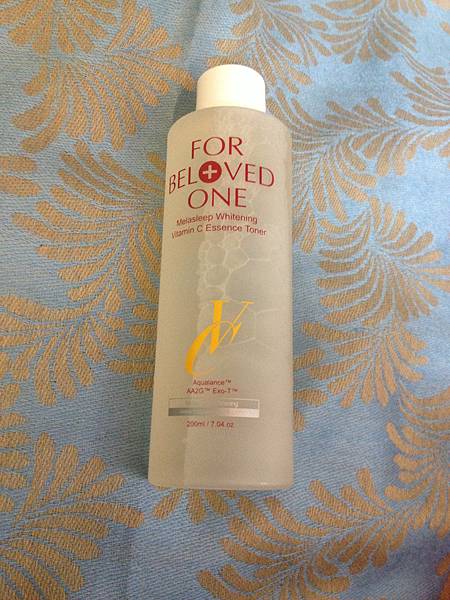 FOR
BELOVED
ONE
Melasleep Whitening
Vitamin C Essence Toner
VC
Aqualance™
AA2G™ Exo-T™
200ml / 7.04 oz